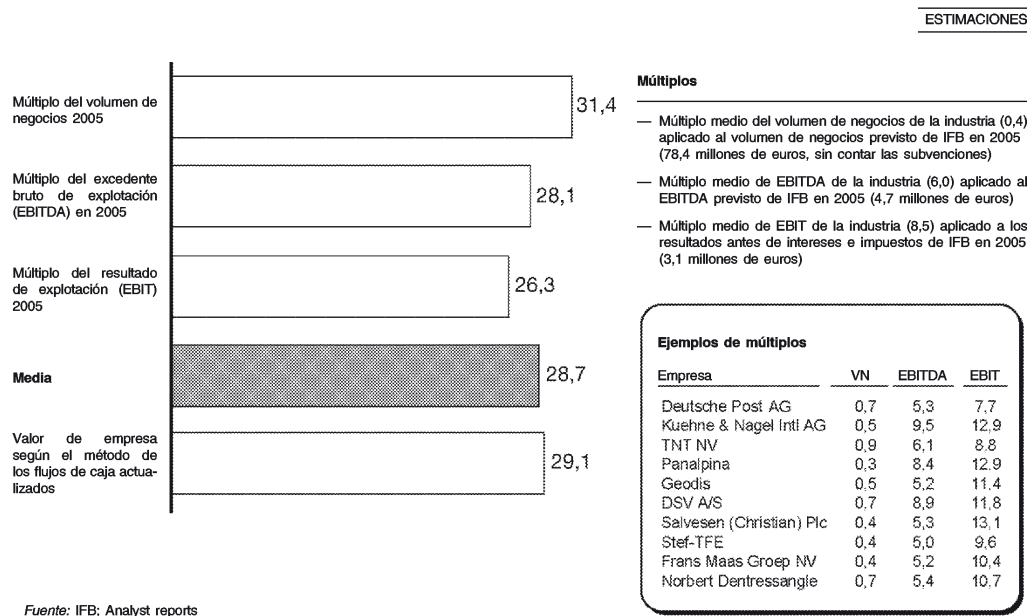 ESTIMACIONES
Múltiplo del volumen de
negocios 2005
31,4
Múltiplo del excedente
bruto de explotación
(EBITDA) en 2005
28,1
Múltiplo del resultado
de explotación (EBIT)
2005
26,3
Media
28,7
Valor de empresa
según el método de
los flujos de caja actua-
lizados
29,1
Múltiplos
— Múltiplo medio del volumen de negocios de la industria (0,4)
aplicado al volumen de negocios previsto de IFB en 2005
(78,4 millones de euros, sin contar las subvenciones)
— Múltiplo medio de EBITDA de la industria (6,0) aplicado al
EBITDA previsto de IFB en 2005 (4,7 millones de euros)
— Múltiplo medio de EBIT de la industria (8,5) aplicado a los
resultados antes de intereses e impuestos de IFB en 2005
(3,1 millones de euros)
Ejemplos de múltiplos
Empresa VN EBITDA EBIT
Deutsche Post AG 0,7 5,3 7,7
Kuehne & Nagel Intl AG 0,5 9,5 12,9
TNT NV 0,9 6,1 8,8
Panalpina 0,3 8,4 12,9
Geodis 0,5 5,2 11,4
DSV A/S 0,7 8,9 11,8
Salvesen (Christian) Plc 0,4 5,3 13,1
Stef-TFE 0,4 5,0 9,6
Frans Maas Groep NV 0,4 5,2 10,4
Norbert Dentressangle 0,7 5,4 10,7
Fuente: IFB; Analyst reports